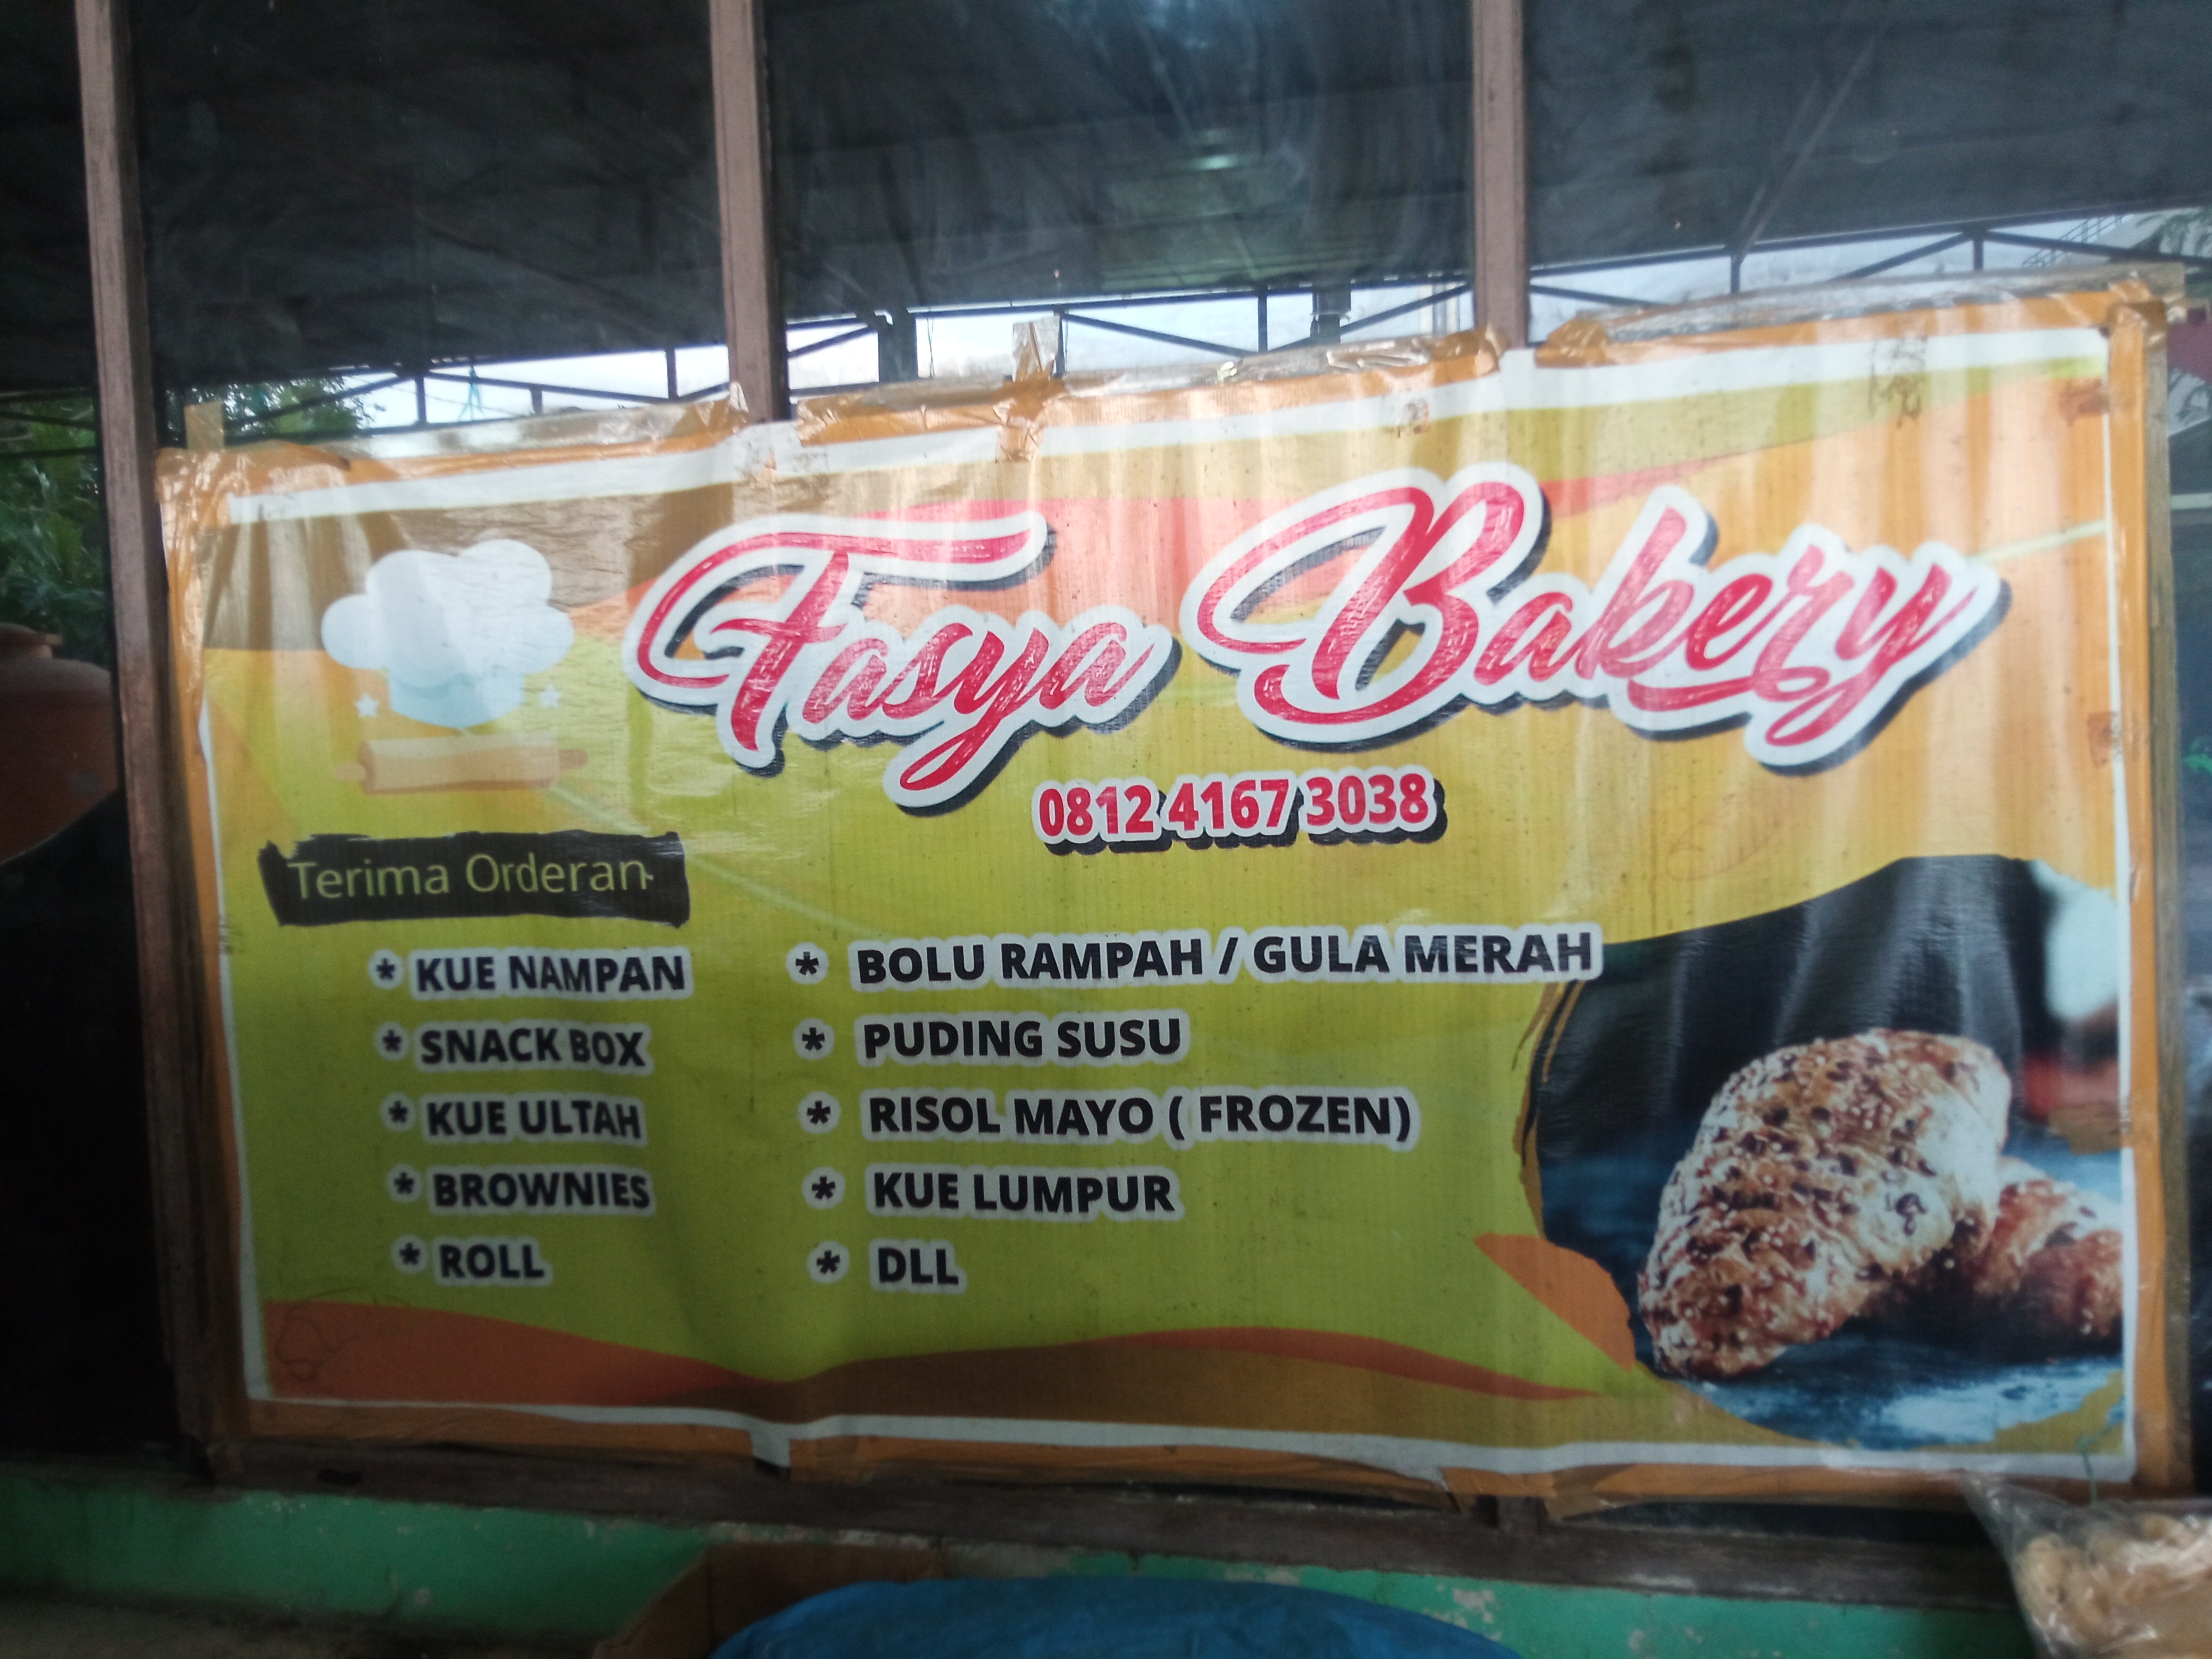 Fasya Bakery
0812 4167 3038
Terima Orderan
* KUE NAMPAN
* SNACK BOX
* KUE ULTAH
* BROWNIES
* ROLL
* BOLU RAMPAH / GULA MERAH
* PUDING SUSU
* RISOL MAYO ( FROZEN)
* KUE LUMPUR
* DLL